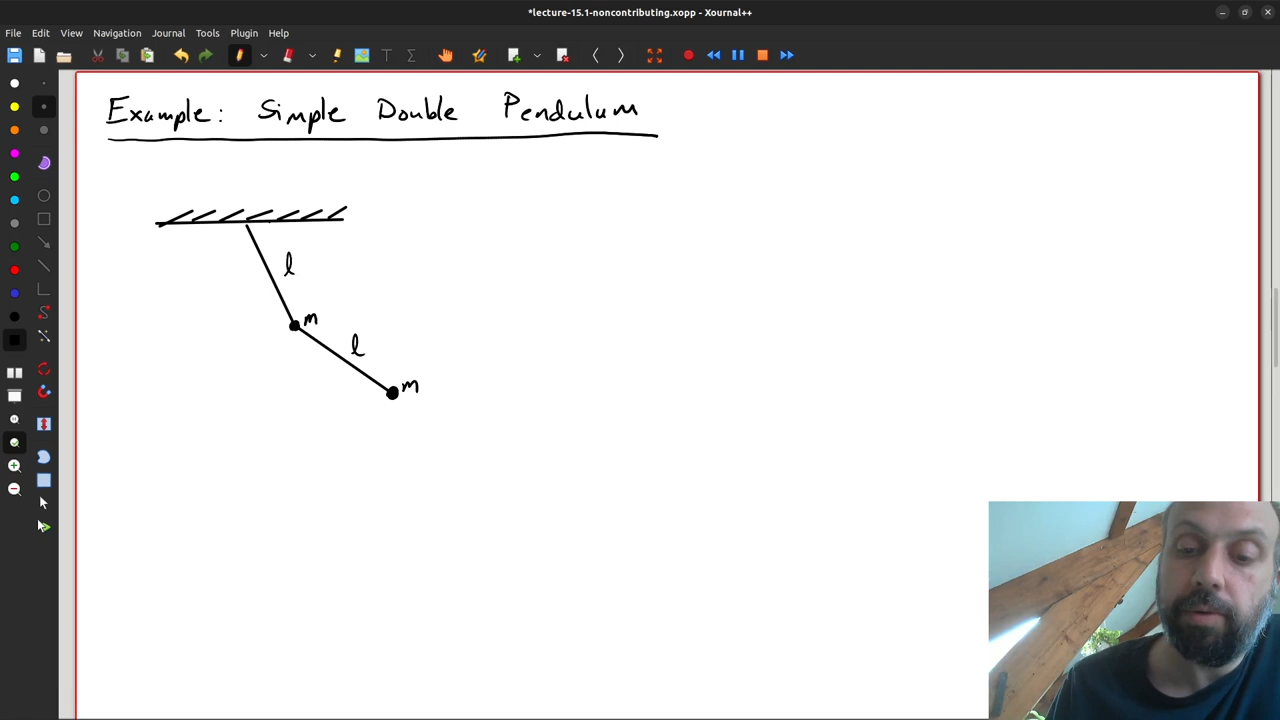 *lecture-15.1-noncontributing.xopp - Xournal++
File Edit View Navigation Journal Tools Plugin Help
Example: Simple Double Pendulum
l
m
l
m